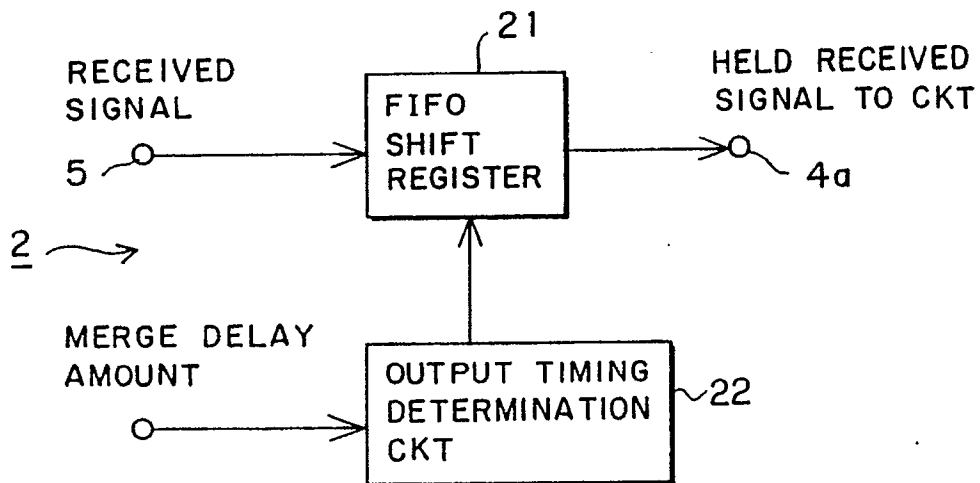 21
RECEIVED
SIGNAL
5
FIFO
SHIFT
REGISTER
HELD RECEIVED
SIGNAL TO CKT
4a
2
MERGE DELAY
AMOUNT
OUTPUT TIMING
DETERMINATION
CKT
22